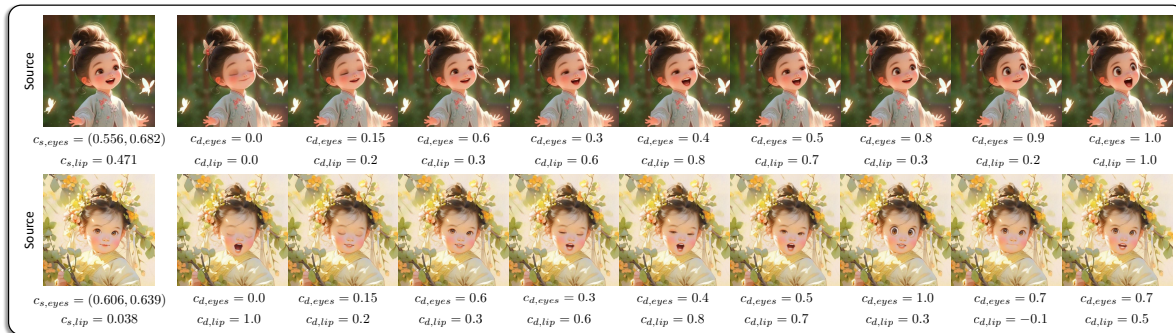 Source
c_{s,eyes} = (0.556, 0.682) c_{d,eyes} = 0.0 c_{d,eyes} = 0.15 c_{d,eyes} = 0.6 c_{d,eyes} = 0.3 c_{d,eyes} = 0.4 c_{d,eyes} = 0.5 c_{d,eyes} = 0.8 c_{d,eyes} = 0.9 c_{d,eyes} = 1.0
c_{s,lip} = 0.471 c_{d,lip} = 0.0 c_{d,lip} = 0.2 c_{d,lip} = 0.3 c_{d,lip} = 0.6 c_{d,lip} = 0.8 c_{d,lip} = 0.7 c_{d,lip} = 0.3 c_{d,lip} = 0.2 c_{d,lip} = 1.0
Source
c_{s,eyes} = (0.606, 0.639) c_{d,eyes} = 0.0 c_{d,eyes} = 0.15 c_{d,eyes} = 0.6 c_{d,eyes} = 0.3 c_{d,eyes} = 0.4 c_{d,eyes} = 0.5 c_{d,eyes} = 1.0 c_{d,eyes} = 0.7 c_{d,eyes} = 0.7
c_{s,lip} = 0.038 c_{d,lip} = 1.0 c_{d,lip} = 0.2 c_{d,lip} = 0.3 c_{d,lip} = 0.6 c_{d,lip} = 0.8 c_{d,lip} = 0.7 c_{d,lip} = 0.3 c_{d,lip} = −0.1 c_{d,lip} = 0.5